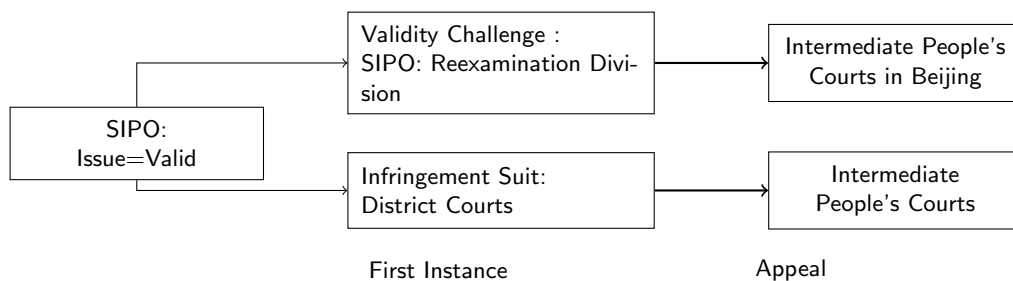 SIPO:
Issue=Valid
Validity Challenge :
SIPO: Reexamination Divi-
sion
Intermediate People's
Courts in Beijing
Infringement Suit:
District Courts
Intermediate
People's Courts
First Instance
Appeal